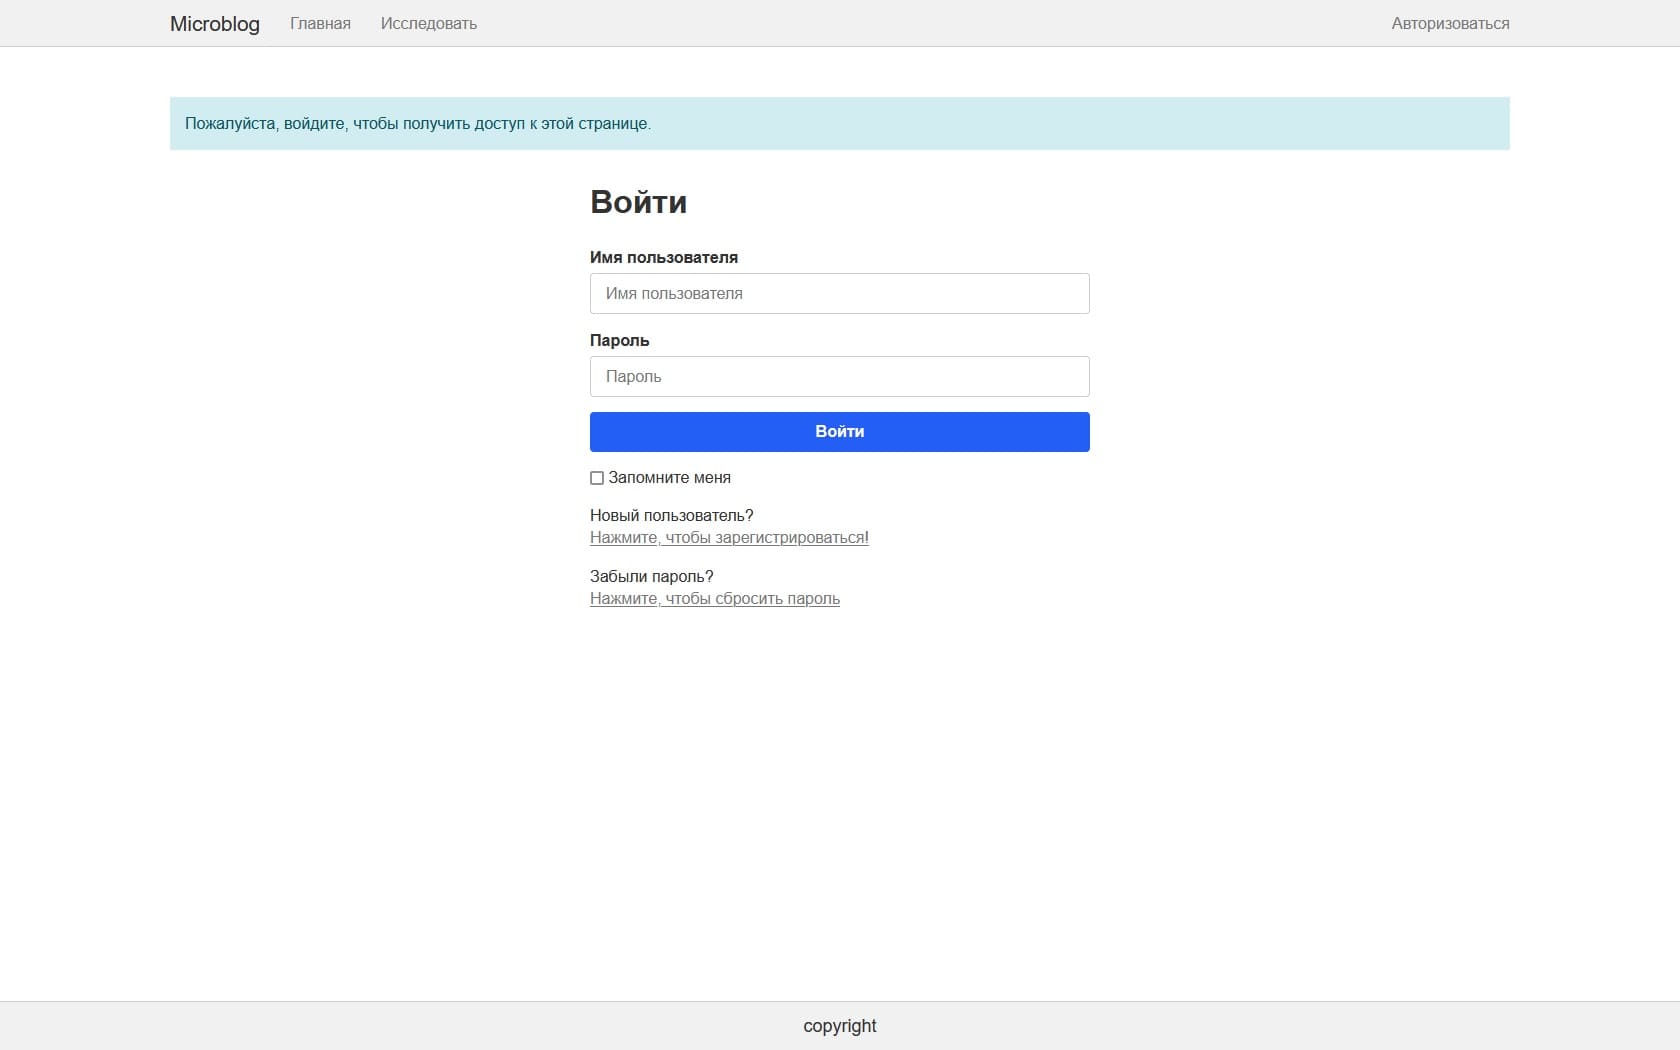 Microblog Главная Исследовать Авторизоваться
Пожалуйста, войдите, чтобы получить доступ к этой странице.
Войти
Имя пользователя
Имя пользователя
Пароль
Пароль
Войти
Запомните меня
Новый пользователь?
Нажмите, чтобы зарегистрироваться!
Забыли пароль?
Нажмите, чтобы сбросить пароль
copyright